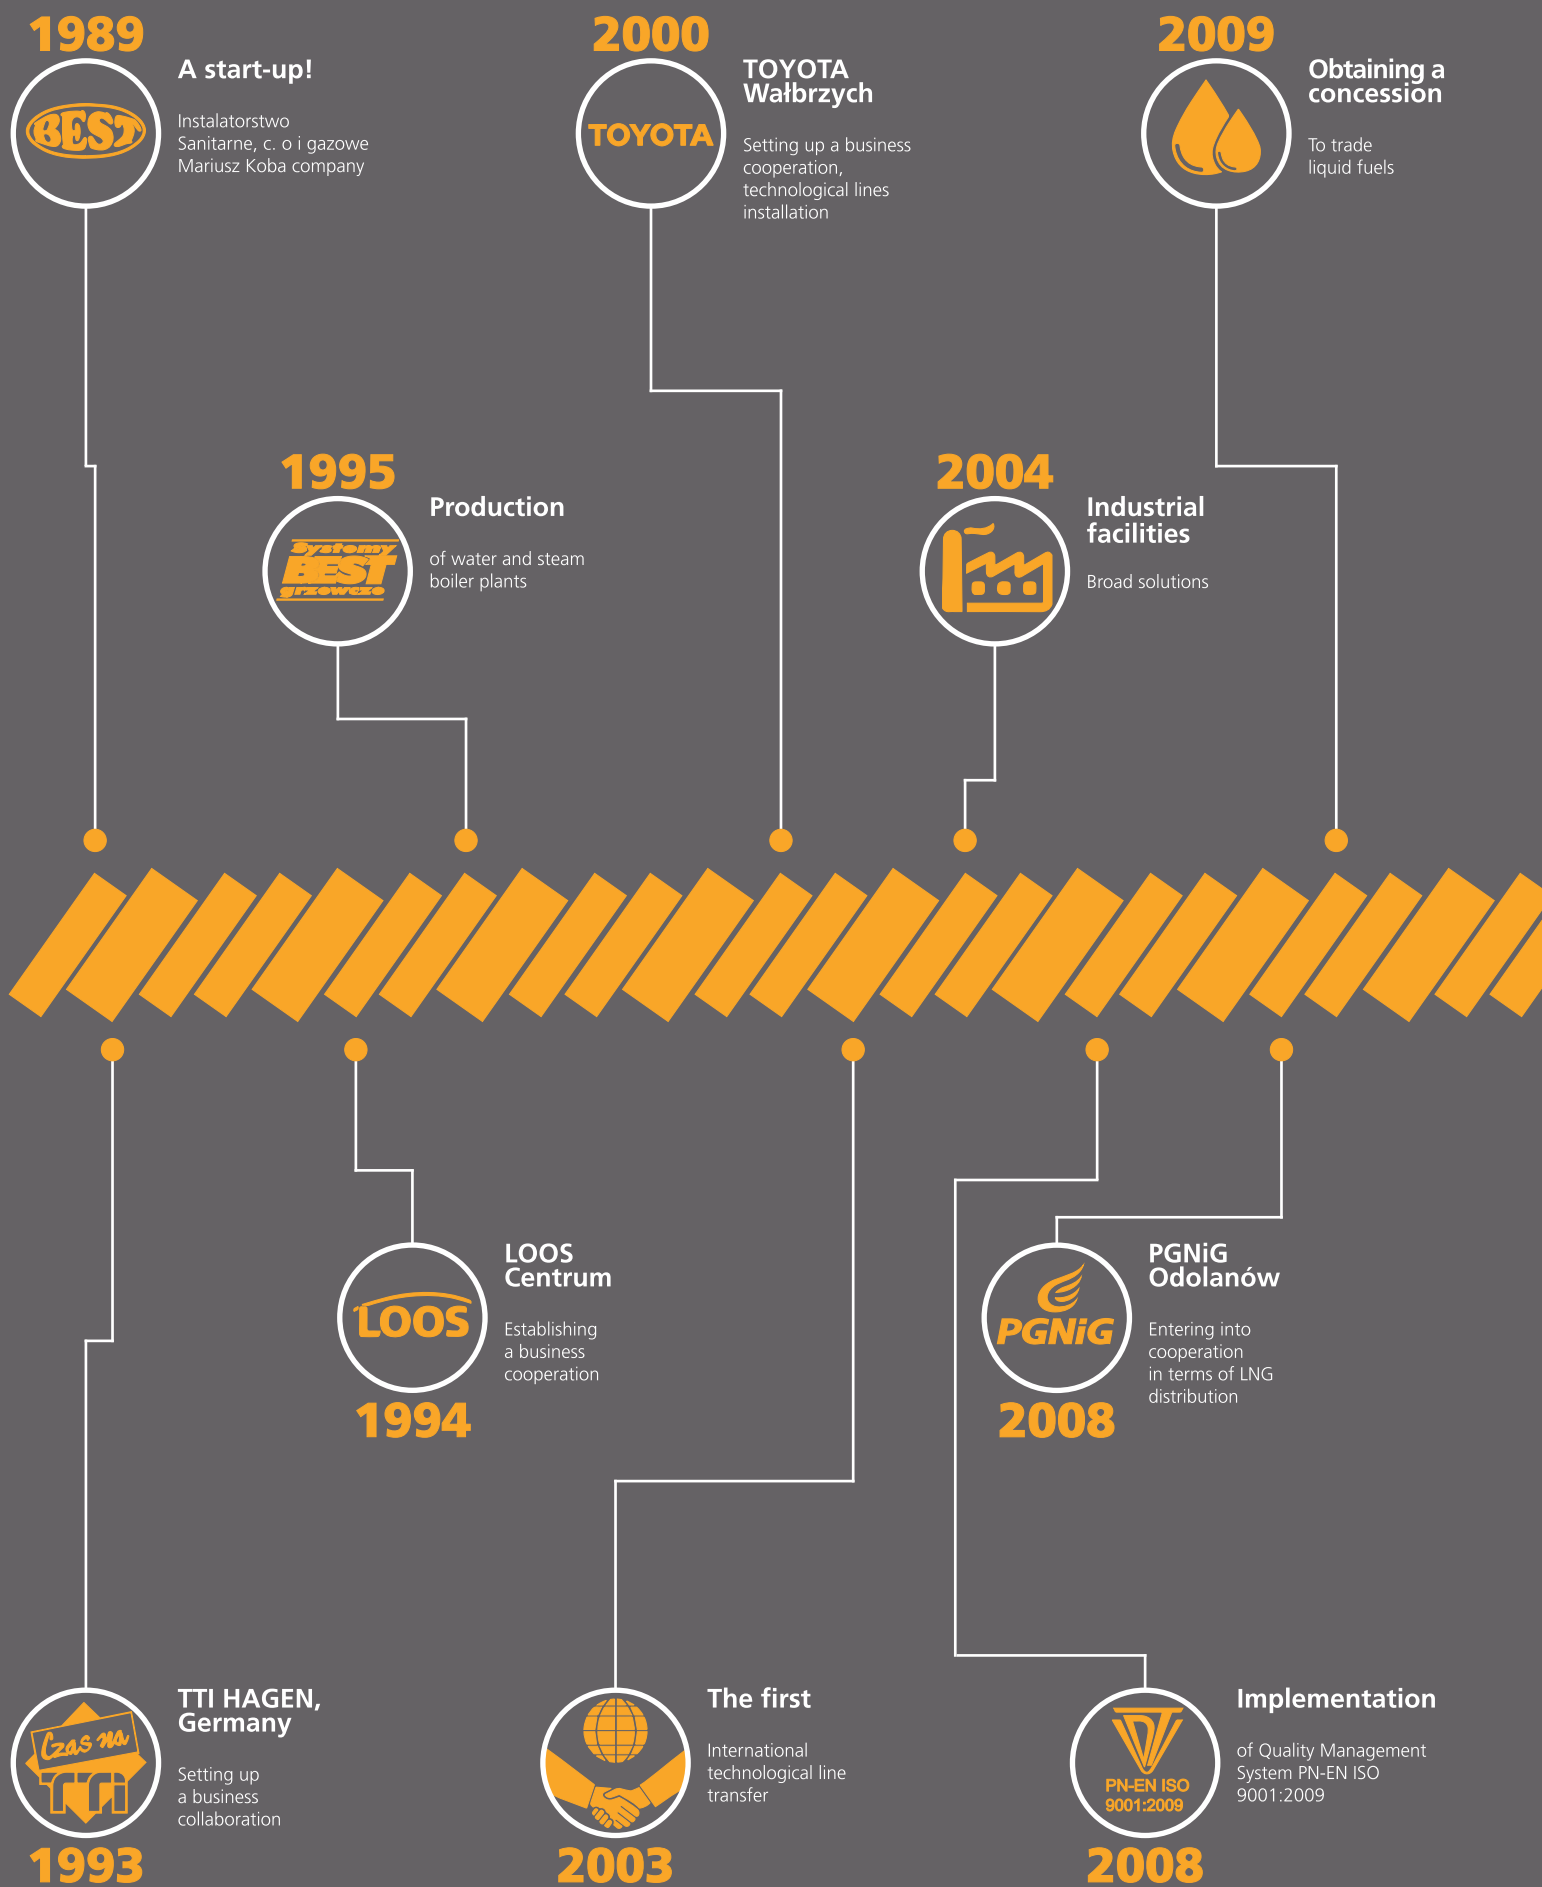 1989
BEST
A start-up!
Instalatorstwo
Sanitarne, c. o i gazowe
Mariusz Koba company
2000
TOYOTA
TOYOTA
Wałbrzych
Setting up a business
cooperation,
technological lines
installation
2009
Obtaining a
concession
To trade
liquid fuels
1995
Systemy
BEST
grzewcze
Production
of water and steam
boiler plants
2004
Industrial
facilities
Broad solutions
LOOS
LOOS
Centrum
Establishing
a business
cooperation
1994
PGNiG
PGNiG
Odolanów
Entering into
cooperation
in terms of LNG
distribution
2008
Czas na
TTi
TTI HAGEN,
Germany
Setting up
a business
collaboration
1993
The first
International
technological line
transfer
2003
UDT
PN-EN ISO
9001:2009
Implementation
of Quality Management
System PN-EN ISO
9001:2009
2008